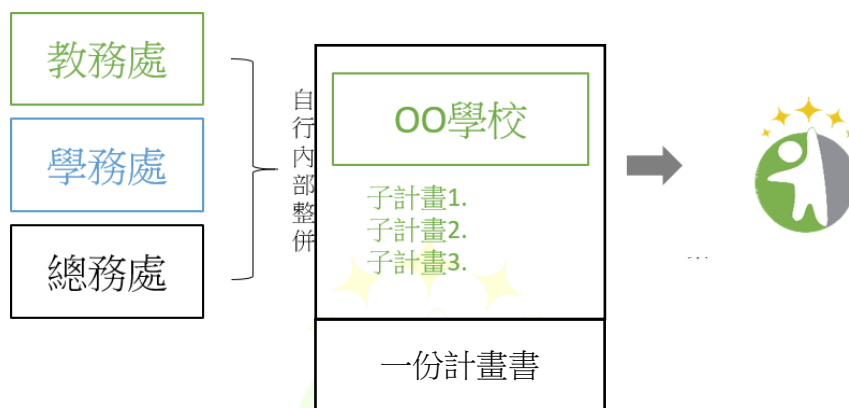 教務處
學務處
總務處
自行內部整併
OO學校
子計畫1.
子計畫2.
子計畫3.
一份計畫書
...